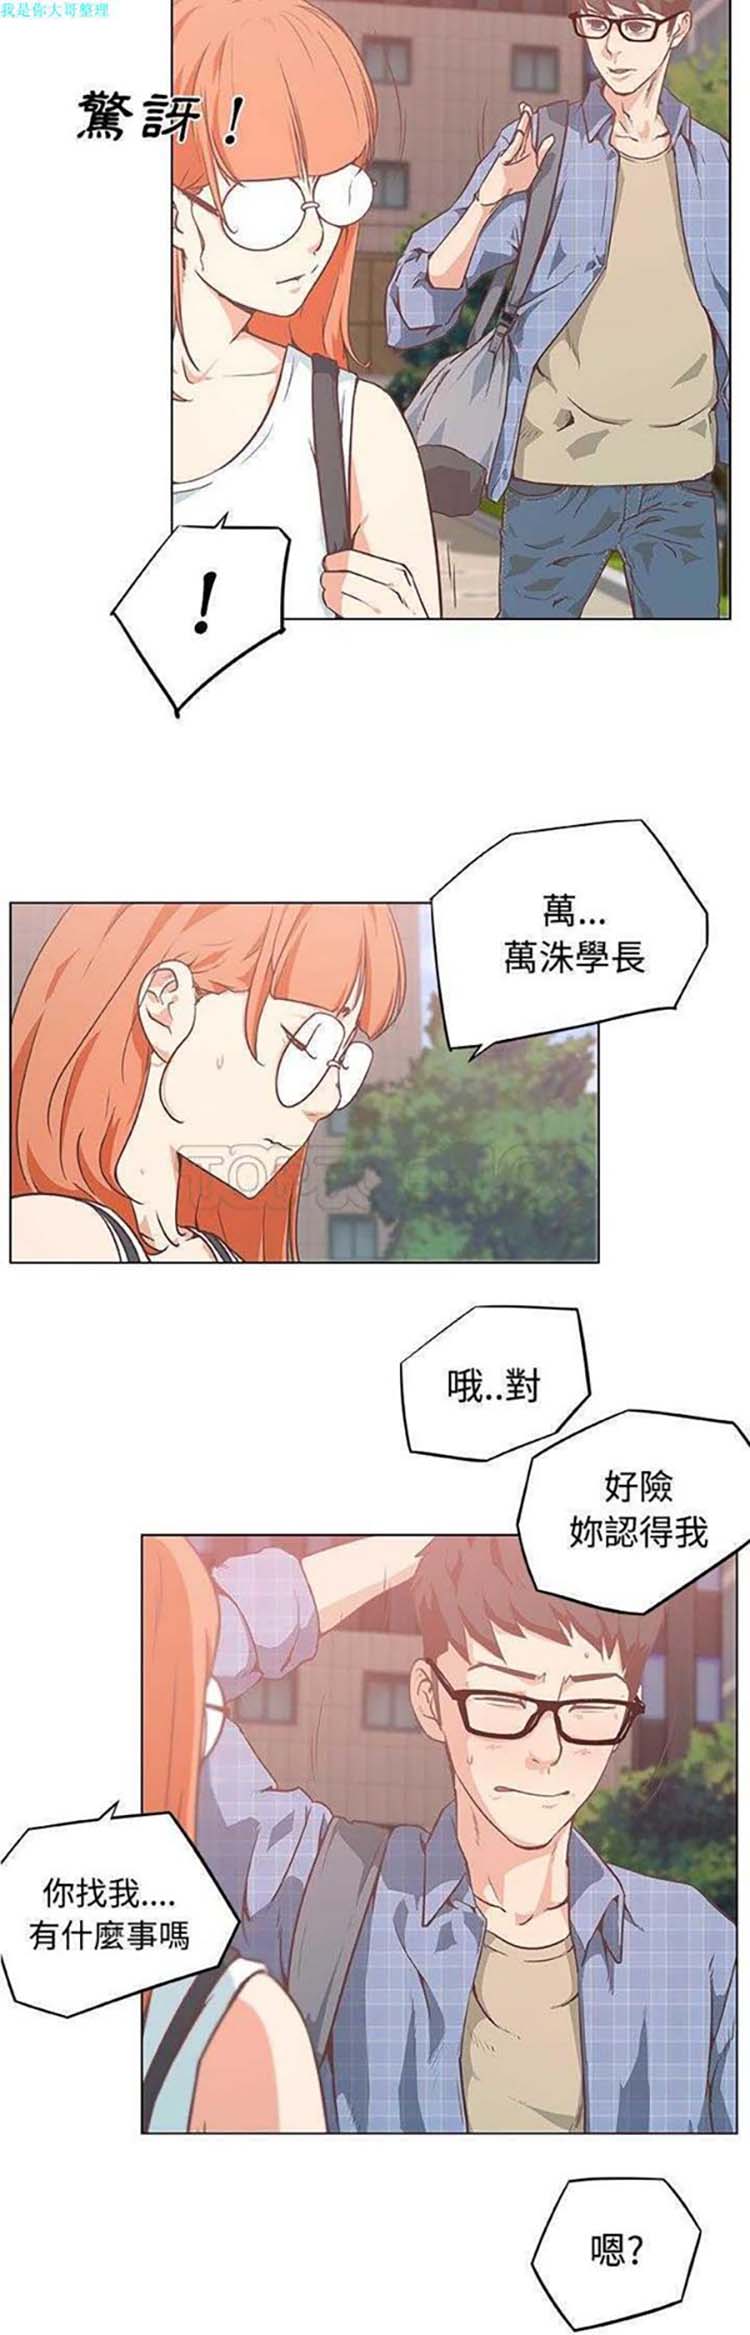 我是你大哥整理
驚訝！
！
萬...
萬洙學長
哦..對
好險
妳認得我
你找我....
有什麼事嗎
嗯?